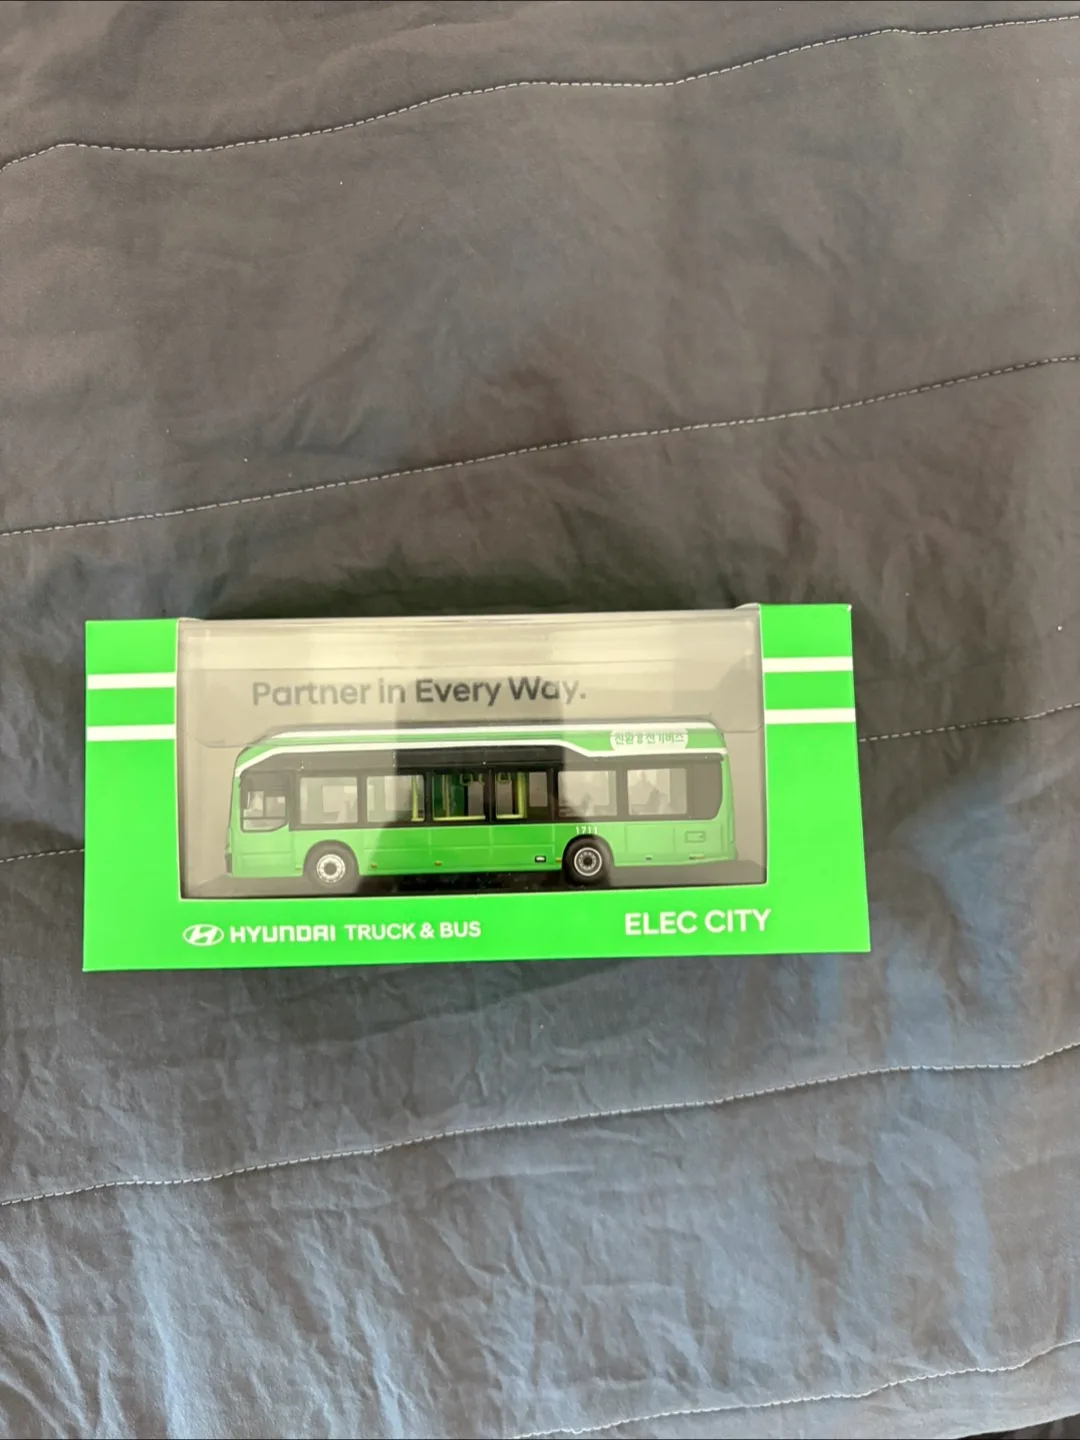 Partner in Every Way.
친환경 전기버스
1711
HYUNDAI TRUCK & BUS
ELEC CITY